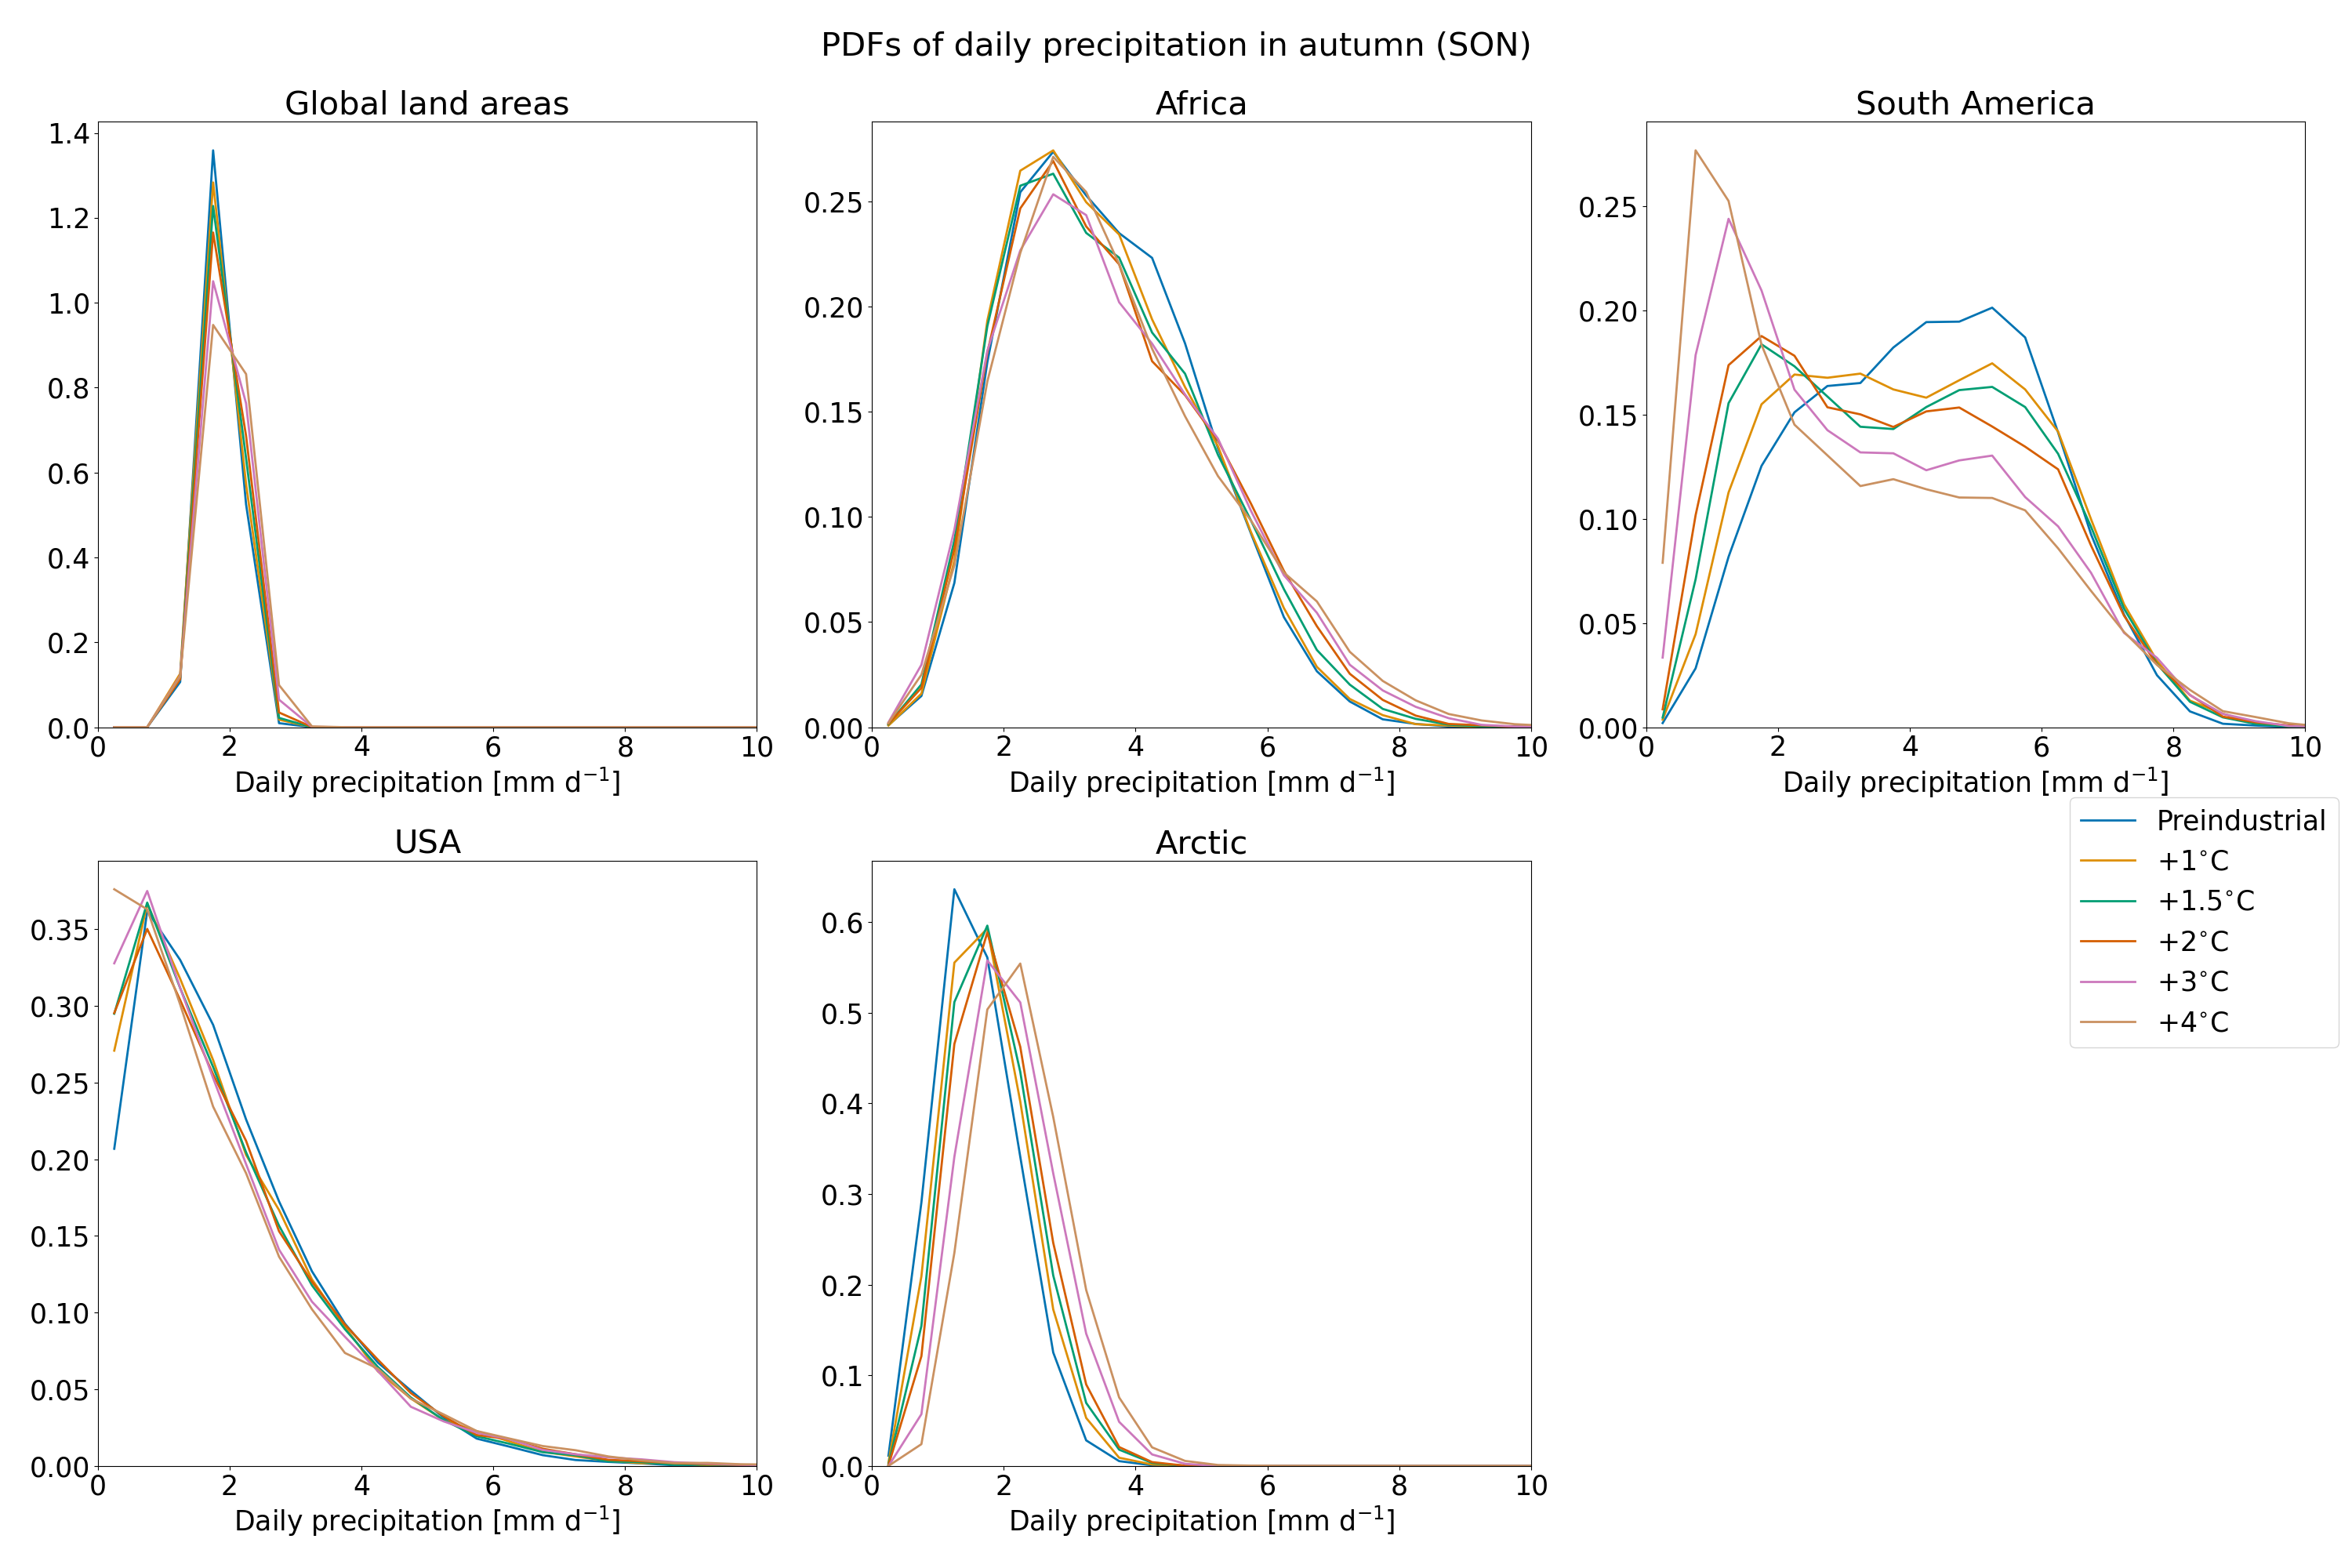 PDFs of daily precipitation in autumn (SON)
Global land areas
1.4
1.2
1.0
0.8
0.6
0.4
0.2
0.0
0 2 4 6 8 10
Daily precipitation [mm d⁻¹]
Africa
0.25
0.20
0.15
0.10
0.05
0.00
0 2 4 6 8 10
Daily precipitation [mm d⁻¹]
South America
0.25
0.20
0.15
0.10
0.05
0.00
0 2 4 6 8 10
Daily precipitation [mm d⁻¹]
USA
0.35
0.30
0.25
0.20
0.15
0.10
0.05
0.00
0 2 4 6 8 10
Daily precipitation [mm d⁻¹]
Arctic
0.6
0.5
0.4
0.3
0.2
0.1
0.0
0 2 4 6 8 10
Daily precipitation [mm d⁻¹]
Preindustrial
+1°C
+1.5°C
+2°C
+3°C
+4°C